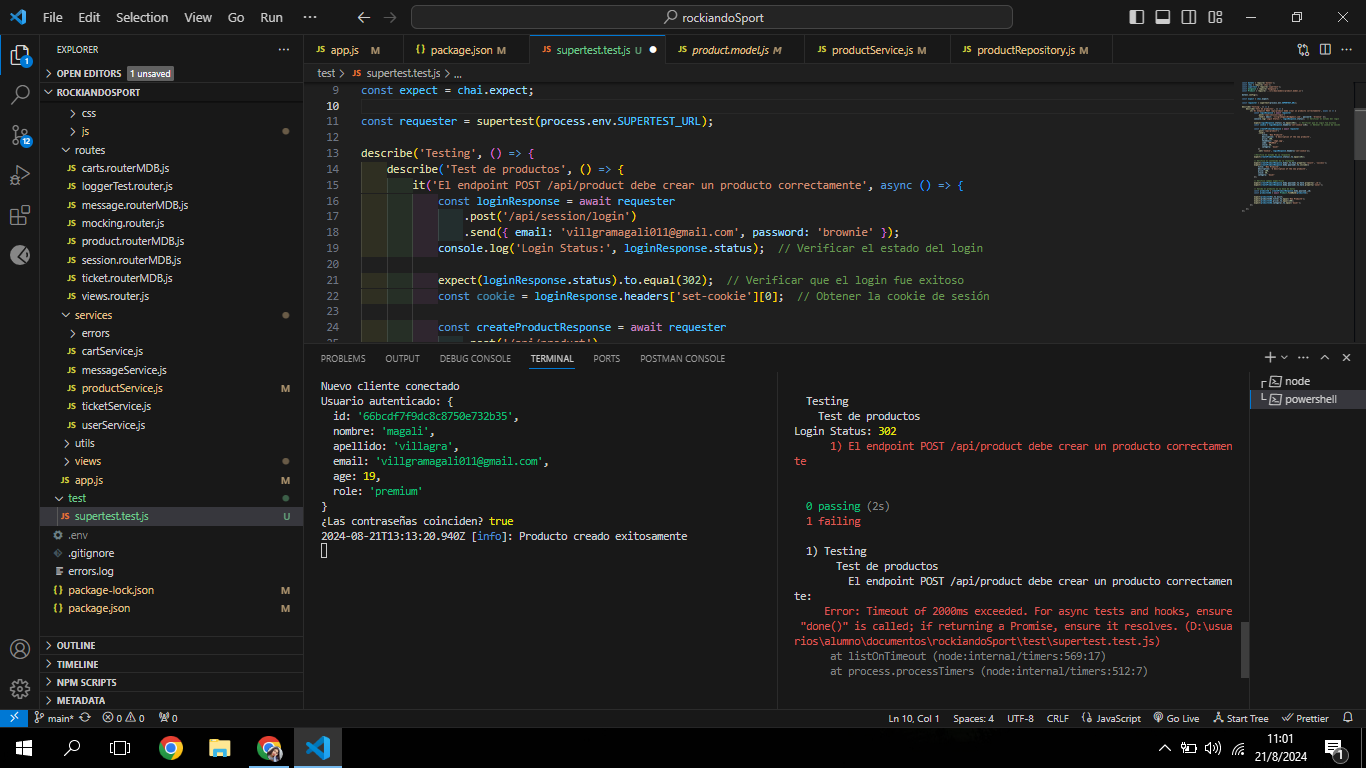 File Edit Selection View Go Run ··· rockiandoSport
EXPLORER ···
OPEN EDITORS 1 unsaved
ROCKIANDOSPORT
css
js
routes
JS carts.routerMDB.js
JS loggerTest.router.js
JS message.routerMDB.js
JS mocking.router.js
JS product.routerMDB.js
JS session.routerMDB.js
JS ticket.routerMDB.js
JS views.router.js
services
errors
JS cartService.js
JS messageService.js
JS productService.js M
JS ticketService.js
JS userService.js
utils
views
JS app.js M
test
JS supertest.test.js U
.env
.gitignore
errors.log
{} package-lock.json M
{} package.json M
OUTLINE
TIMELINE
NPM SCRIPTS
METADATA
JS app.js M {} package.json M JS supertest.test.js U JS product.model.js M JS productService.js M JS productRepository.js M
test > JS supertest.test.js > ...
9 const expect = chai.expect;
10
11 const requester = supertest(process.env.SUPERTEST_URL);
12
13 describe('Testing', () => {
14 describe('Test de productos', () => {
15 it('El endpoint POST /api/product debe crear un producto correctamente', async () => {
16 const loginResponse = await requester
17 .post('/api/session/login')
18 .send({ email: 'villgramagali011@gmail.com', password: 'brownie' });
19 console.log('Login Status:', loginResponse.status); // Verificar el estado del login
20
21 expect(loginResponse.status).to.equal(302); // Verificar que el login fue exitoso
22 const cookie = loginResponse.headers['set-cookie'][0]; // Obtener la cookie de sesión
23
24 const createProductResponse = await requester
25 .post('/api/product')
PROBLEMS OUTPUT DEBUG CONSOLE TERMINAL PORTS POSTMAN CONSOLE
Nuevo cliente conectado
Usuario autenticado: {
id: '66bcdf7f9dc8c8750e732b35',
nombre: 'magali',
apellido: 'villagra',
email: 'villgramagali011@gmail.com',
age: 19,
role: 'premium'
}
¿Las contraseñas coinciden? true
2024-08-21T13:13:20.940Z [info]: Producto creado exitosamente
Testing
Test de productos
Login Status: 302
1) El endpoint POST /api/product debe crear un producto correctamen
te
0 passing (2s)
1 failing
1) Testing
Test de productos
El endpoint POST /api/product debe crear un producto correctamen
te:
Error: Timeout of 2000ms exceeded. For async tests and hooks, ensure
"done()" is called; if returning a Promise, ensure it resolves. (D:\usu
arios\alumno\documentos\rockiandoSport\test\supertest.test.js)
at listOnTimeout (node:internal/timers:569:17)
at process.processTimers (node:internal/timers:512:7)
node
powershell
1
12
main* 0 0 0 Ln 10, Col 1 Spaces: 4 UTF-8 CRLF JavaScript Go Live Start Tree Prettier
11:01
21/8/2024
1